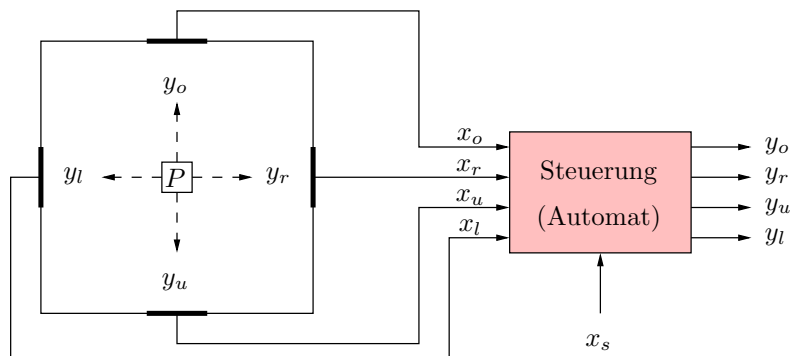 y_o
y_l
P
y_r
y_u
x_o
x_r
x_u
x_l
Steuerung
(Automat)
y_o
y_r
y_u
y_l
x_s